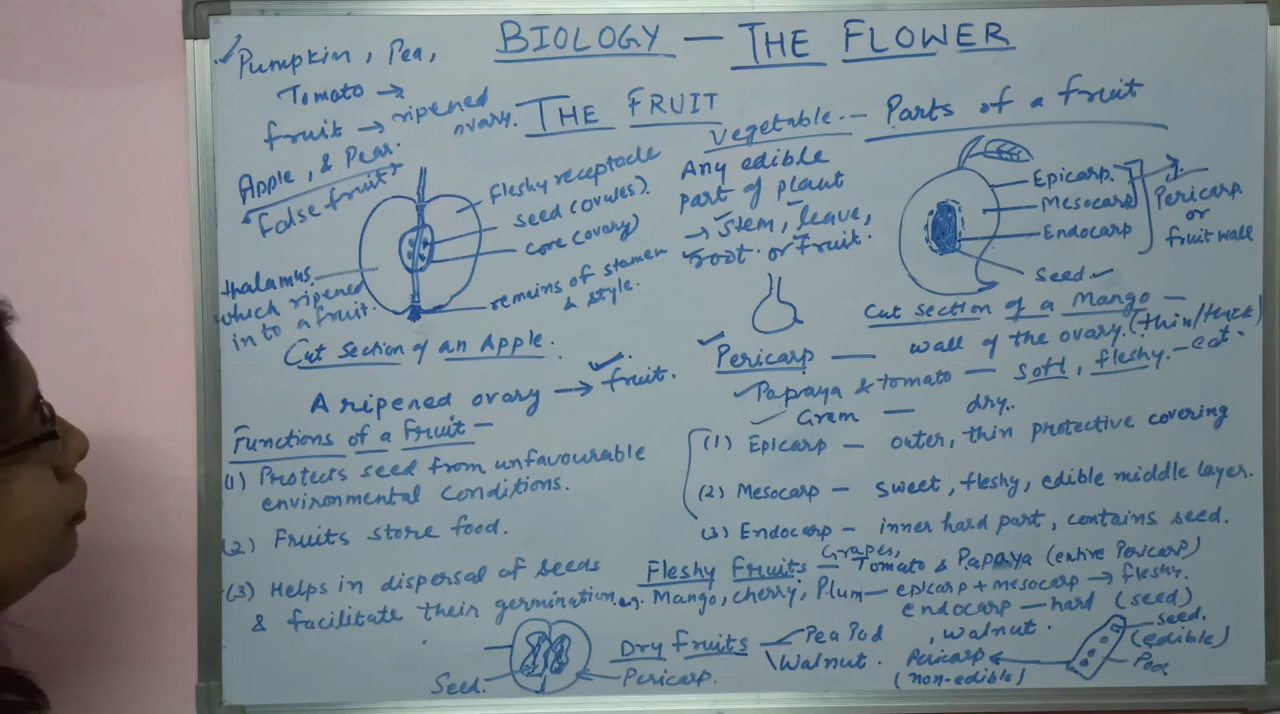 BIOLOGY - THE FLOWER
✓Pumpkin, Pea,
Tomato →
fruit → ripened
ovary.
Apple, & Pear.
False fruit
THE FRUIT
fleshy receptacle
seed (ovules).
core (ovary)
remains of stamen
& style.
thalamus
which ripened
in to a fruit.
Cut Section of an Apple.
A ripened ovary → fruit.
Functions of a Fruit -
(1) Protects seed from unfavourable
environmental Conditions.
(2) Fruits store food.
(3) Helps in dispersal of seeds
& facilitate their germination.
Vegetable. -
Any edible
part of plant
→ stem, leave,
root. or Fruit.
Parts of a fruit
Epicarp.
Mesocarp
Endocarp
Pericarp
or
fruit wall
Seed.
Cut section of a Mango -
✓Pericarp - wall of the ovary. (thin/thick)
✓Papaya & tomato - soft, fleshy. - eat.
✓Gram - dry.
(1) Epicarp - outer, thin protective covering
(2) Mesocarp - sweet, fleshy, edible middle layer.
(3) Endocarp - inner hard part, contains seed.
Grapes,
Fleshy Fruits - Tomato & Papaya (entire Pericarp)
e.g. Mango, cherry, Plum - epicarp + mesocarp → fleshy.
endocarp - hard (seed)
Dry Fruits - Pea Pod, walnut.
Walnut.
Seed.
Pericarp.
Pericarp
(non-edible)
seed.
(edible)
Pod